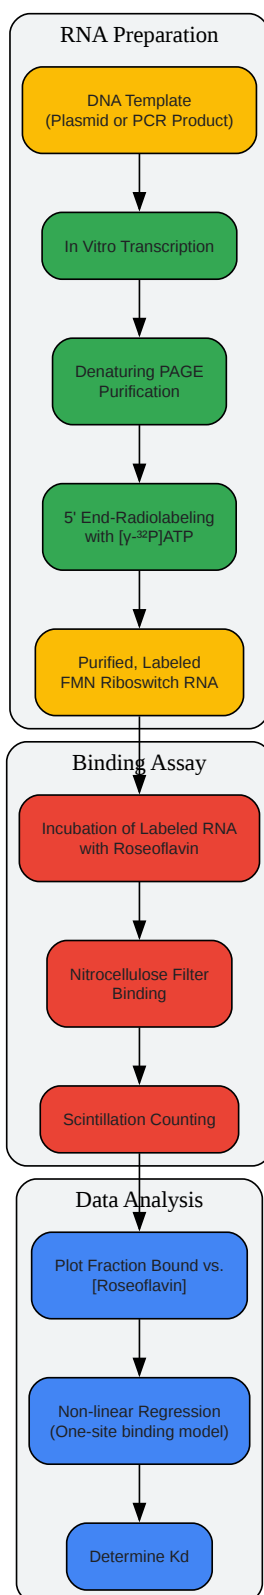 RNA Preparation
DNA Template
(Plasmid or PCR Product)
In Vitro Transcription
Denaturing PAGE
Purification
5' End-Radiolabeling
with [γ-³²P]ATP
Purified, Labeled
FMN Riboswitch RNA
Binding Assay
Incubation of Labeled RNA
with Roseoflavin
Nitrocellulose Filter
Binding
Scintillation Counting
Data Analysis
Plot Fraction Bound vs.
[Roseoflavin]
Non-linear Regression
(One-site binding model)
Determine Kd